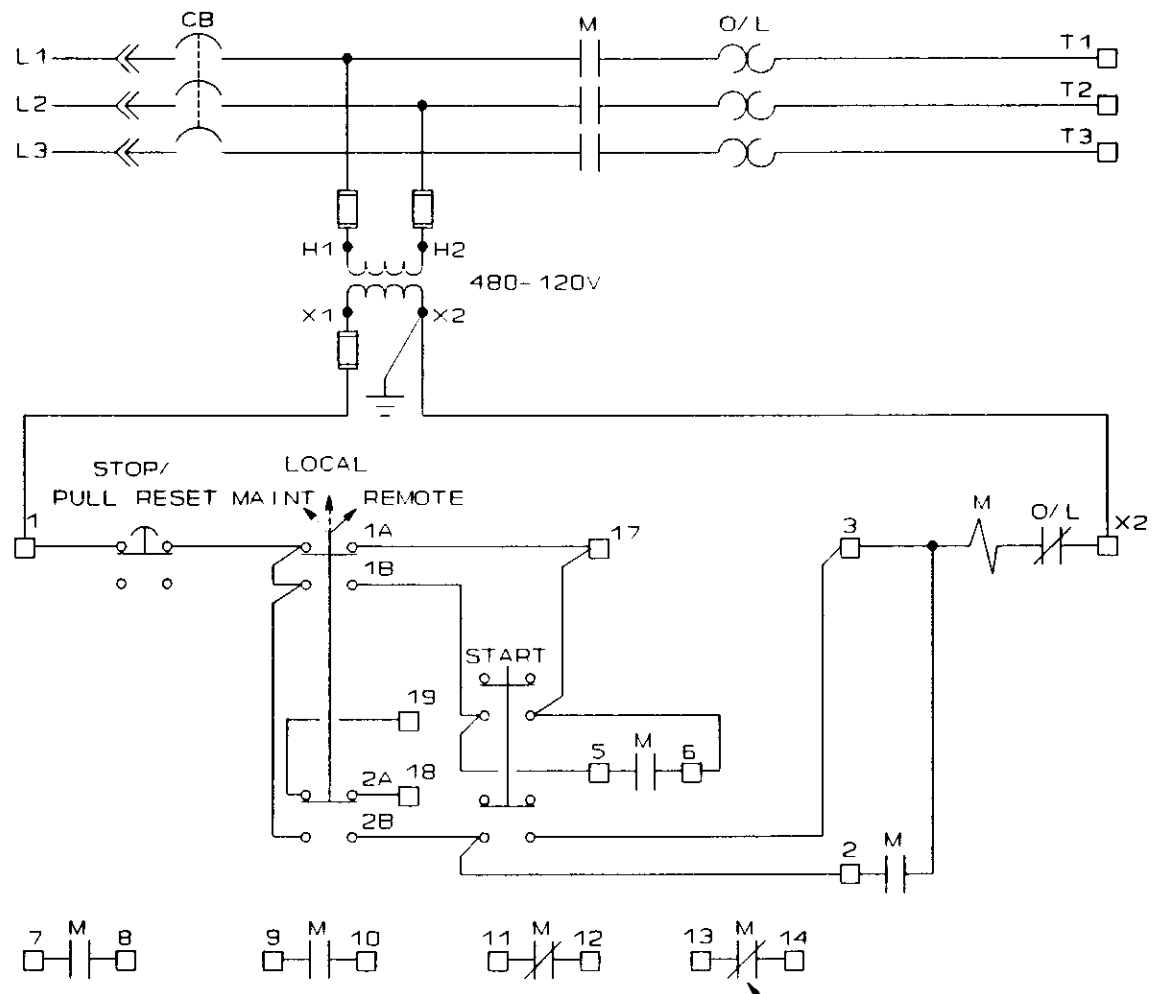 CB
M
O/L
L1
T1
L2
T2
L3
T3
H1
H2
480-120V
X1
X2
STOP/
PULL RESET
LOCAL
MAINT
REMOTE
1
1A
17
3
M
O/L
X2
1B
START
19
5
M
6
2A
18
2B
2
M
7
M
8
9
M
10
11
M
12
13
M
14